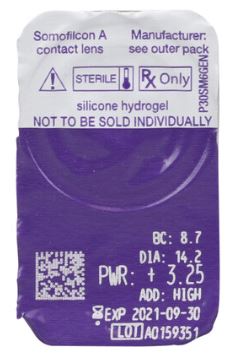 Somofilcon A
contact lens
Manufacturer:
see outer pack
STERILE
Rx Only
silicone hydrogel
NOT TO BE SOLD INDIVIDUALLY
P30SM6GEN
BC: 8.7
DIA: 14.2
PWR: + 3.25
ADD: HIGH
EXP 2021-09-30
LOT A0159351